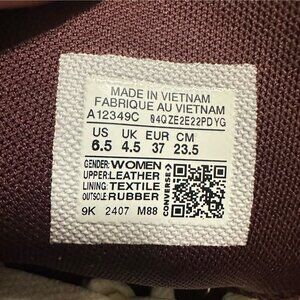 MADE IN VIETNAM
FABRIQUE AU VIETNAM
A12349C 04QZE2E22PDYG
US UK EUR CM
6.5 4.5 37 23.5
GENDER: WOMEN
UPPER: LEATHER
LINING: TEXTILE
OUTSOLE: RUBBER
CONVERSE
9K 2407 M88